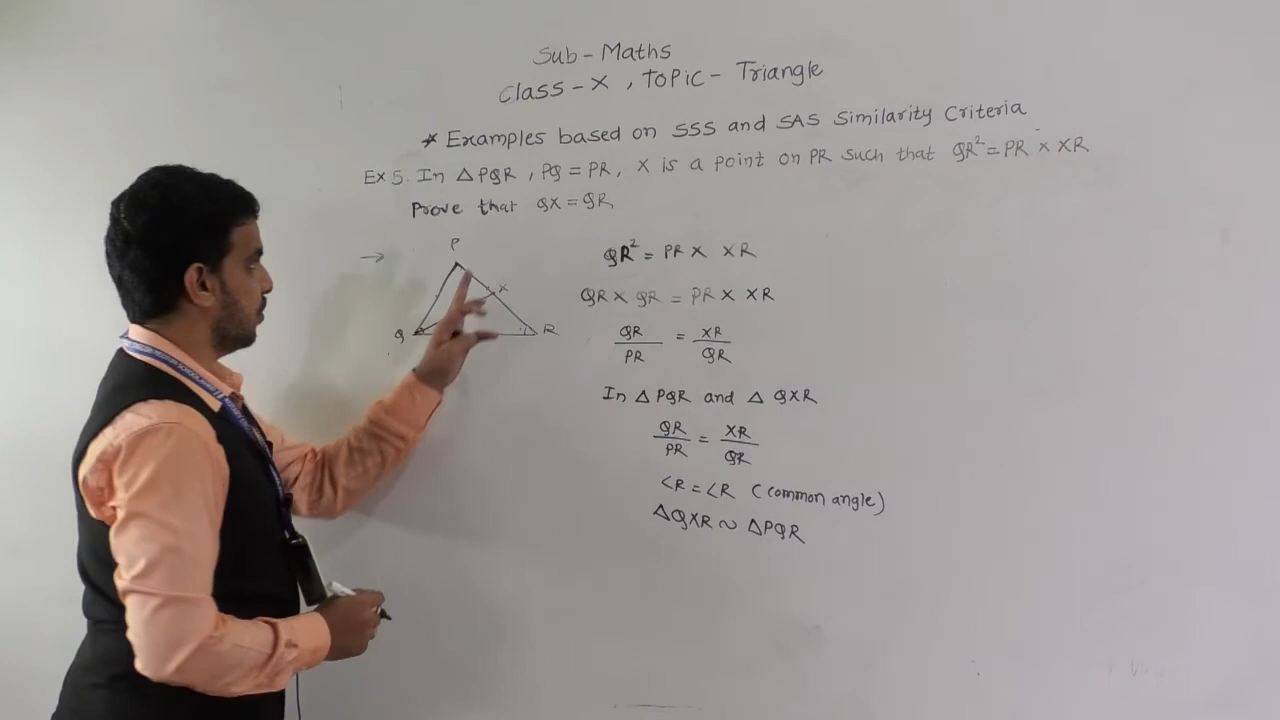 Sub - Maths
Class - X , Topic - Triangle
* Examples based on SSS and SAS Similarity Criteria
Ex 5. In △PQR , PQ = PR , X is a point on PR such that QR² = PR × XR
Prove that QX = QR
→
P
X
Q
R
QR² = PR × XR
QR × QR = PR × XR
QR/PR = XR/QR
In △ PQR and △ QXR
QR/PR = XR/QR
∠R = ∠R (common angle)
△QXR ~ △PQR